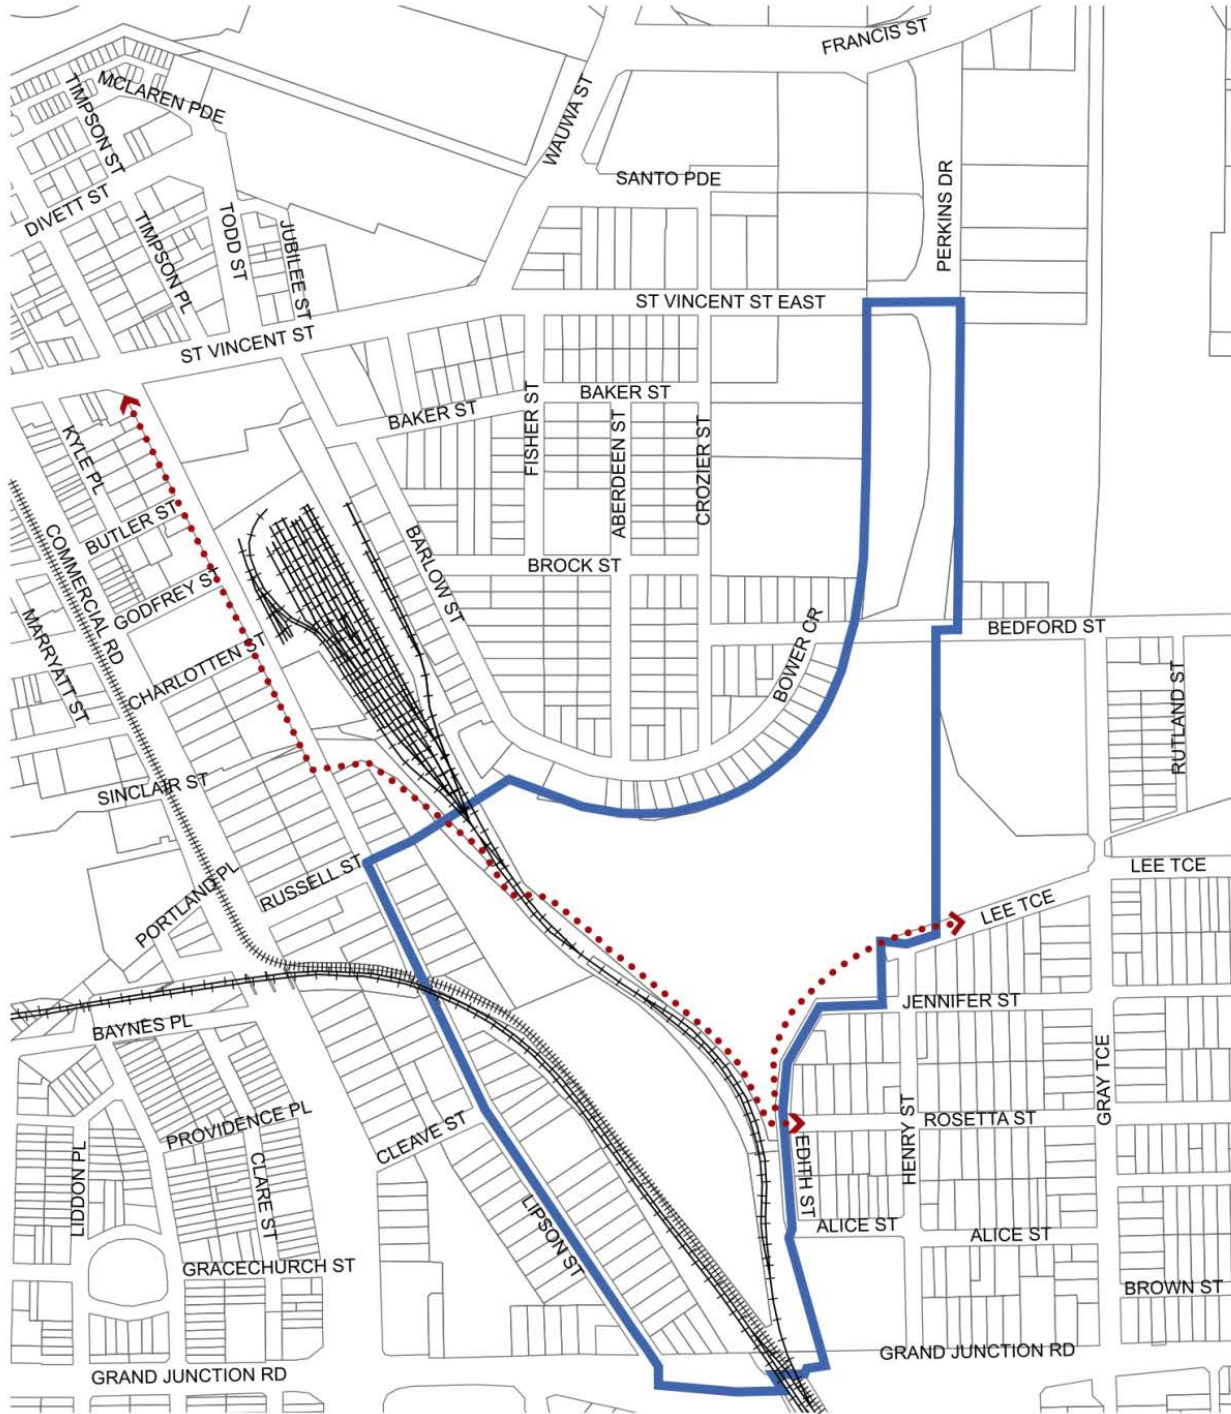 FRANCIS ST
MCLAREN PDE
TIMPSON ST
WAUWA ST
SANTO PDE
DIVETT ST
TODD ST
TIMPSON PL
JUBILEE ST
PERKINS DR
ST VINCENT ST EAST
ST VINCENT ST
BAKER ST
BAKER ST
KYLE PL
FISHER ST
ABERDEEN ST
CROZIER ST
BUTLER ST
COMMERCIAL RD
BARLOW ST
BROCK ST
GODFREY ST
MARRYATT ST
CHARLOTTEN ST
BOWER CR
BEDFORD ST
RUTLAND ST
SINCLAIR ST
RUSSELL ST
LEE TCE
LEE TCE
PORTLAND PL
JENNIFER ST
BAYNES PL
GRAY TCE
PROVIDENCE PL
CLEAVE ST
ROSETTA ST
HENRY ST
EDITH ST
LIDDON PL
CLARE ST
LIPSON ST
ALICE ST
ALICE ST
GRACECHURCH ST
BROWN ST
GRAND JUNCTION RD
GRAND JUNCTION RD